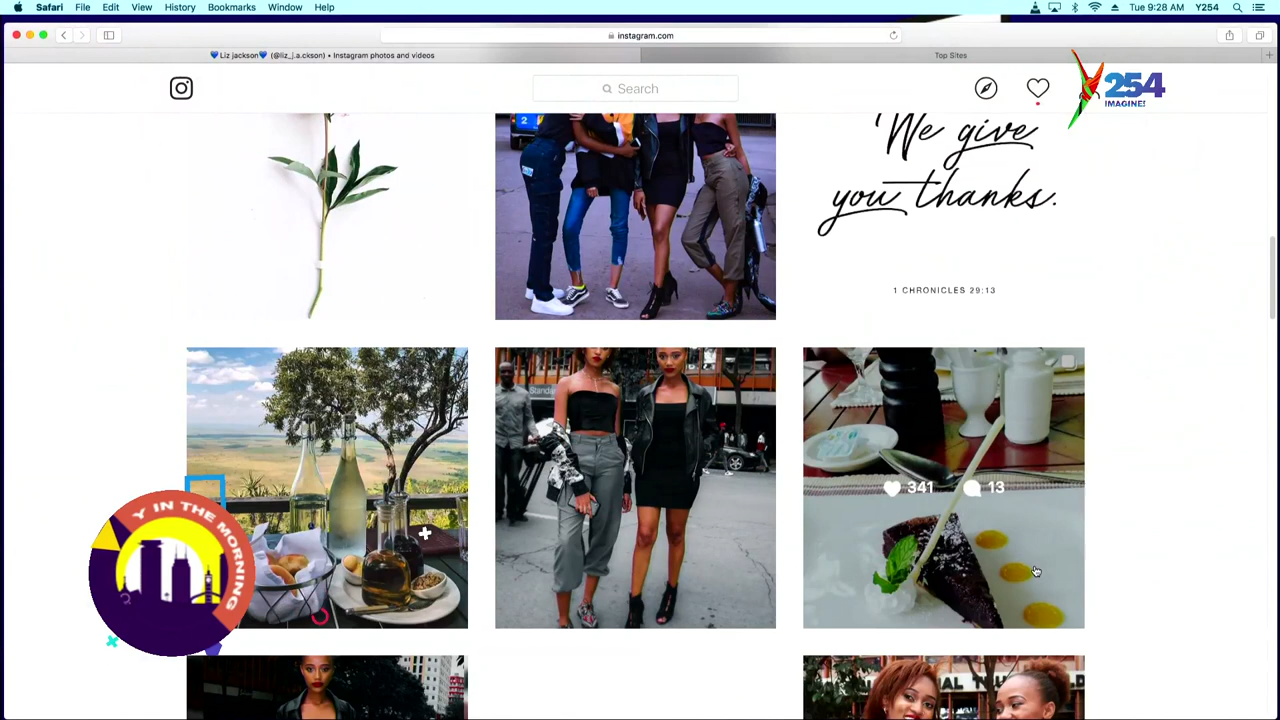 Safari File Edit View History Bookmarks Window Help
Tue 9:28 AM Y254
instagram.com
💙 Liz jackson💙 (@liz_j.a.ckson) • Instagram photos and videos
Top Sites
Search
254
IMAGINE!
'We give
you thanks.
1 CHRONICLES 29:13
2
Standa
341 13
Y IN THE MORNING